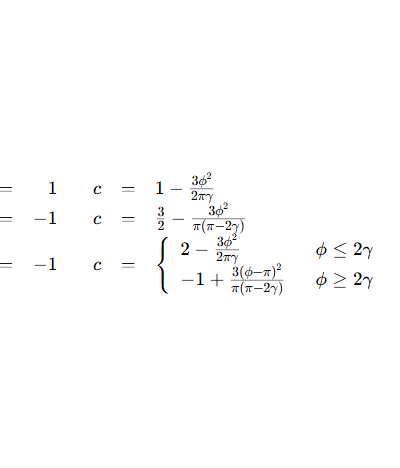 = 1 c = 1 − 3ϕ²/2πγ
= −1 c = 3/2 − 3ϕ²/π(π−2γ)
= −1 c = { 2 − 3ϕ²/2πγ ϕ ≤ 2γ
−1 + 3(ϕ−π)²/π(π−2γ) ϕ ≥ 2γ